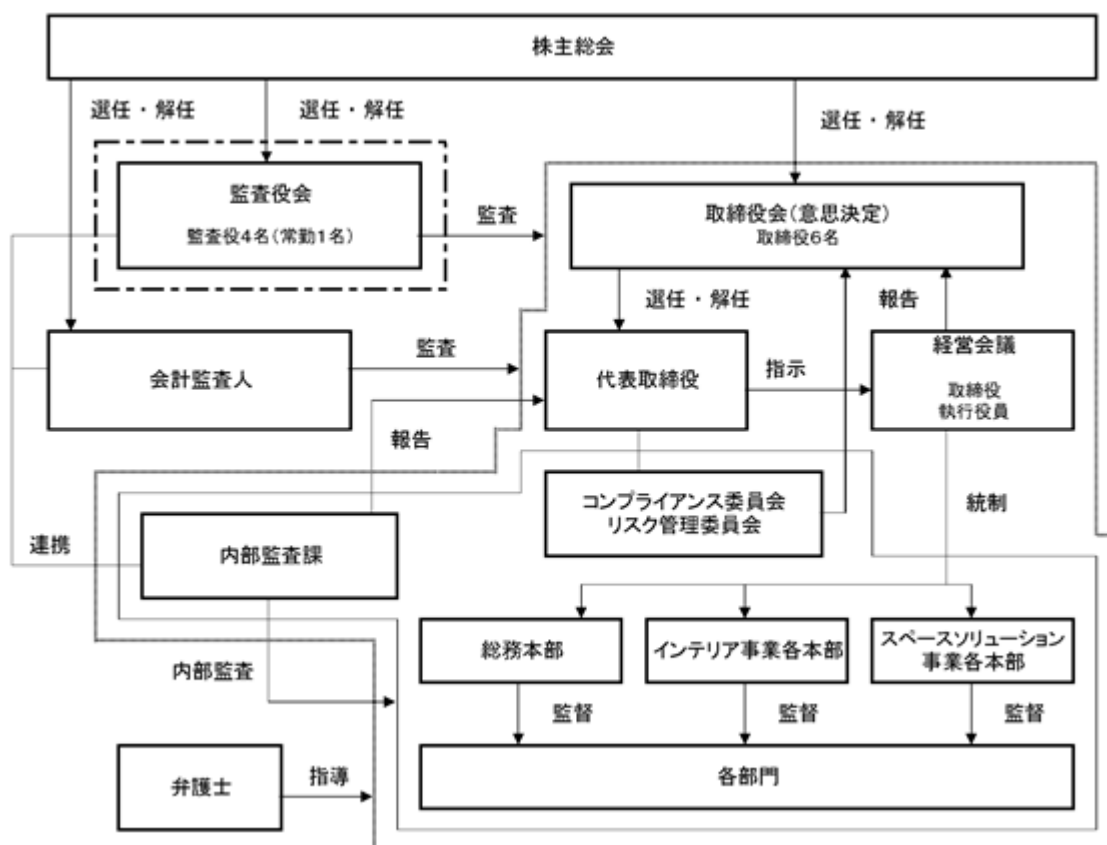 株主総会
選任・解任
選任・解任
選任・解任
監査役会
監査役4名(常勤1名)
監査
取締役会(意思決定)
取締役6名
選任・解任
報告
会計監査人
監査
代表取締役
指示
経営会議
取締役
執行役員
報告
コンプライアンス委員会
リスク管理委員会
統制
連携
内部監査課
総務本部
インテリア事業各本部
スペースソリューション
事業各本部
内部監査
監督
監督
監督
弁護士
指導
各部門